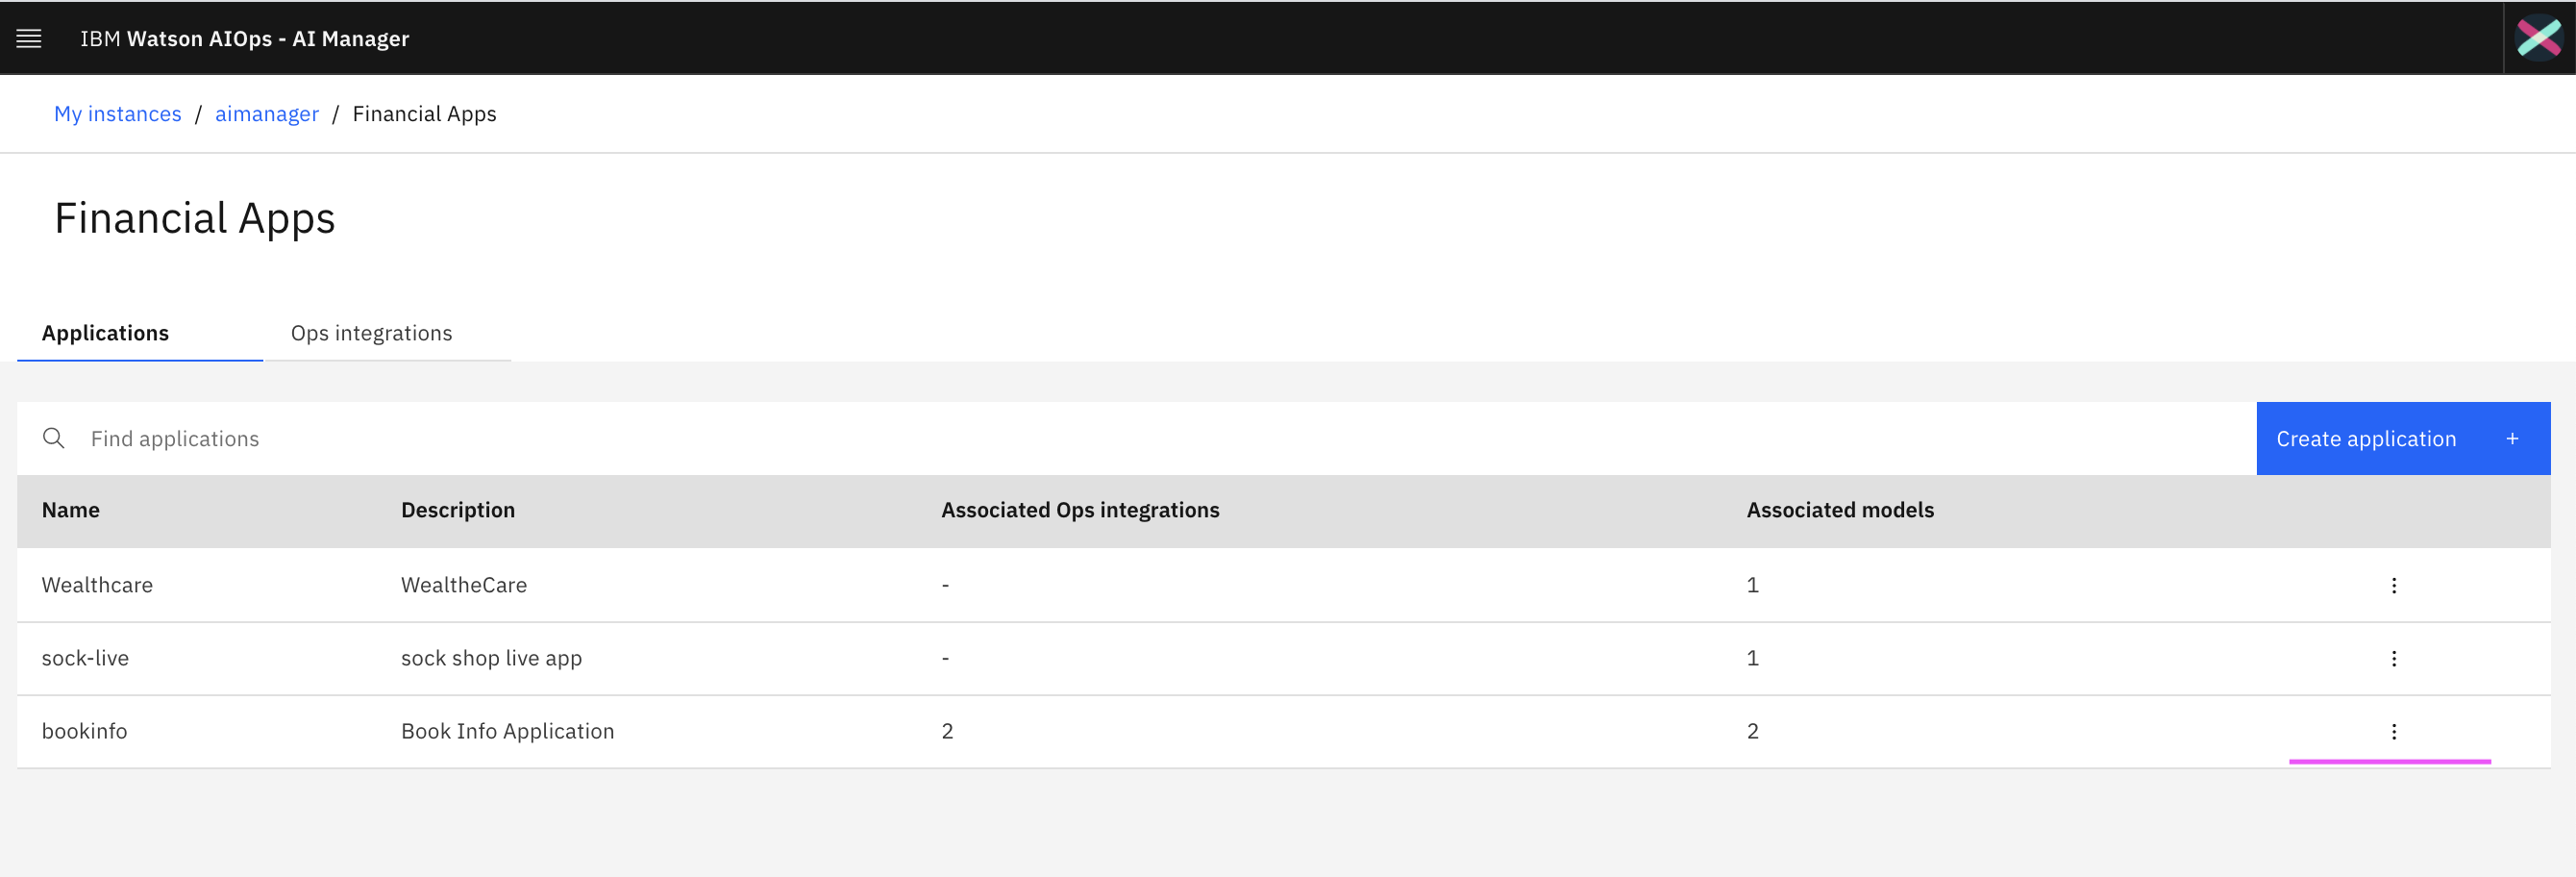 IBM Watson AIOps - AI Manager
My instances / aimanager / Financial Apps
Financial Apps
Applications Ops integrations
Find applications Create application +
Name Description Associated Ops integrations Associated models
Wealthcare WealtheCare - 1
sock-live sock shop live app - 1
bookinfo Book Info Application 2 2